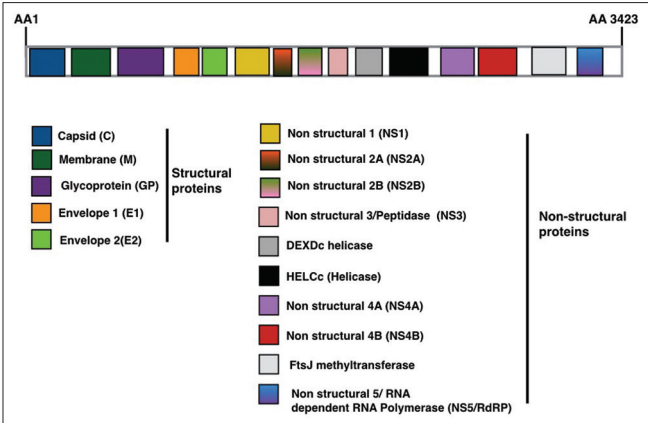 AA1
AA 3423
Capsid (C)
Membrane (M)
Glycoprotein (GP)
Envelope 1 (E1)
Envelope 2(E2)
Structural
proteins
Non structural 1 (NS1)
Non structural 2A (NS2A)
Non structural 2B (NS2B)
Non structural 3/Peptidase (NS3)
DEXDc helicase
HELCc (Helicase)
Non structural 4A (NS4A)
Non structural 4B (NS4B)
FtsJ methyltransferase
Non structural 5/ RNA
dependent RNA Polymerase (NS5/RdRP)
Non-structural
proteins